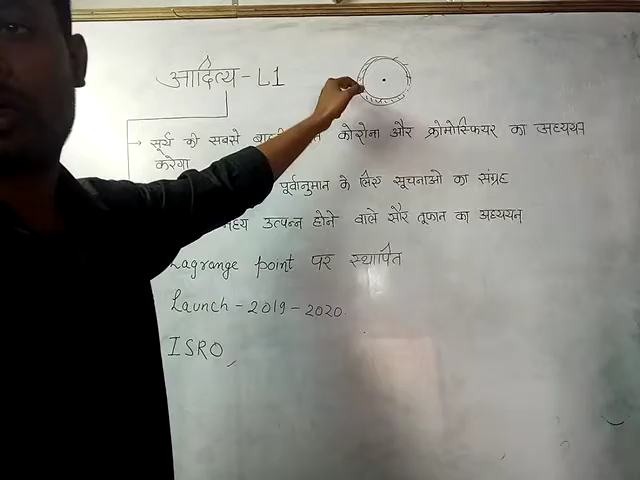 आदित्य - L1
→ सूर्य की सबसे कोरोना और क्रोमोस्फियर का अध्ययन
करेगा
पूर्वानुमान के लिए सूचनाओ का संग्रह
मध्य उत्पन्न होने वाले सौर तूफान का अध्ययन
Lagrange point पर स्थापित
Launch - 2019 - 2020
ISRO